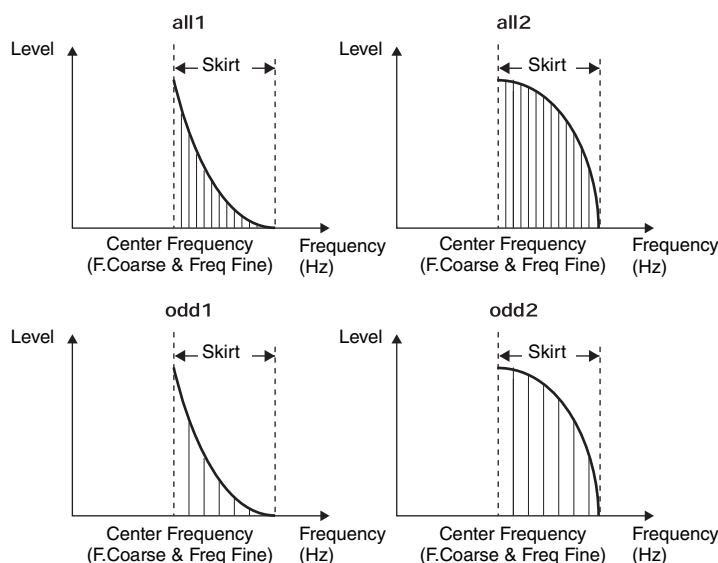 all1
Level
Skirt
Center Frequency
(F.Coarse & Freq Fine)
Frequency
(Hz)
all2
Level
Skirt
Center Frequency
(F.Coarse & Freq Fine)
Frequency
(Hz)
odd1
Level
Skirt
Center Frequency
(F.Coarse & Freq Fine)
Frequency
(Hz)
odd2
Level
Skirt
Center Frequency
(F.Coarse & Freq Fine)
Frequency
(Hz)